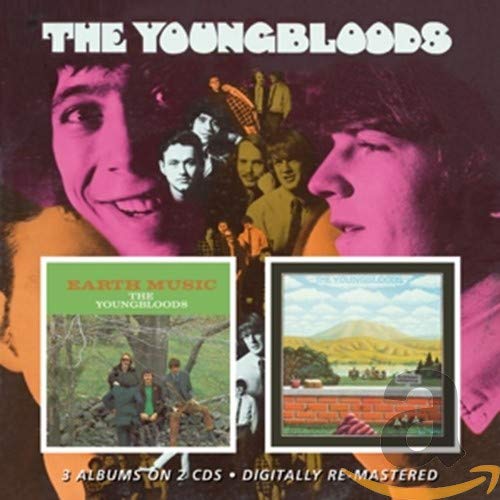 THE YOUNGBLOODS
EARTH MUSIC
THE
YOUNGBLOODS
THE YOUNGBLOODS
3 ALBUMS ON 2 CDS • DIGITALLY RE-MASTERED
a